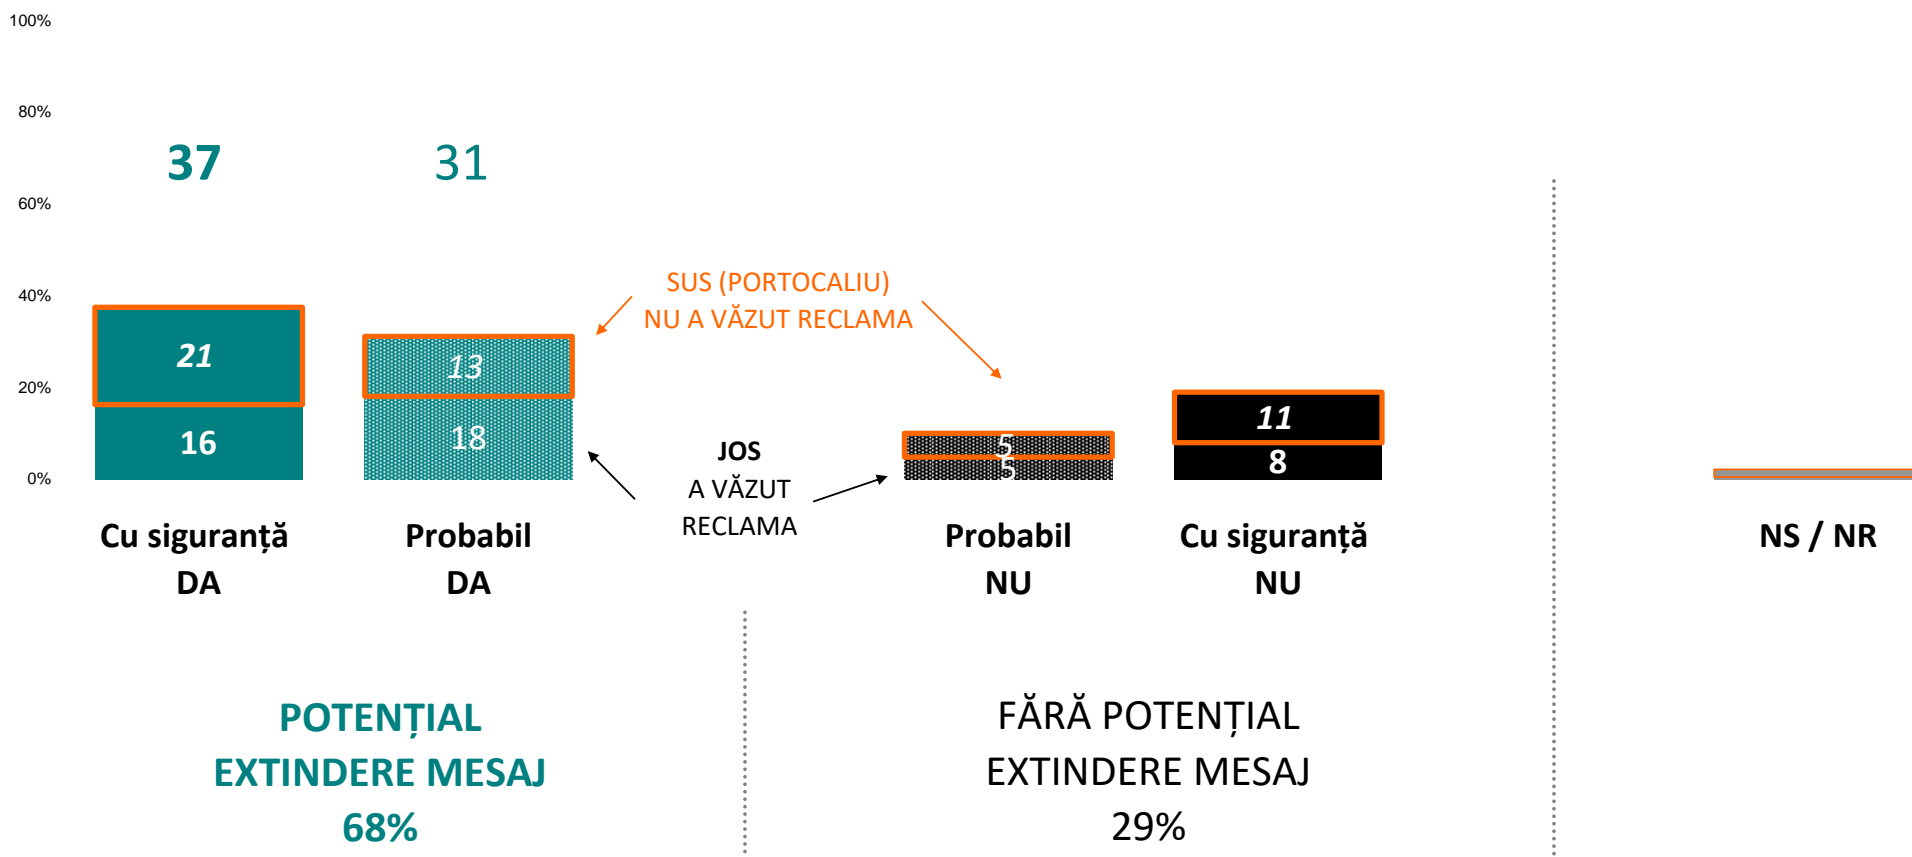 100%
80%
37
31
60%
SUS (PORTOCALIU)
NU A VĂZUT RECLAMA
40%
21
13
20%
5
11
16
18
5
8
JOS
A VĂZUT
RECLAMA
0%
Cu siguranță
DA
Probabil
DA
Probabil
NU
Cu siguranță
NU
NS / NR
POTENȚIAL
EXTINDERE MESAJ
68%
FĂRĂ POTENȚIAL
EXTINDERE MESAJ
29%